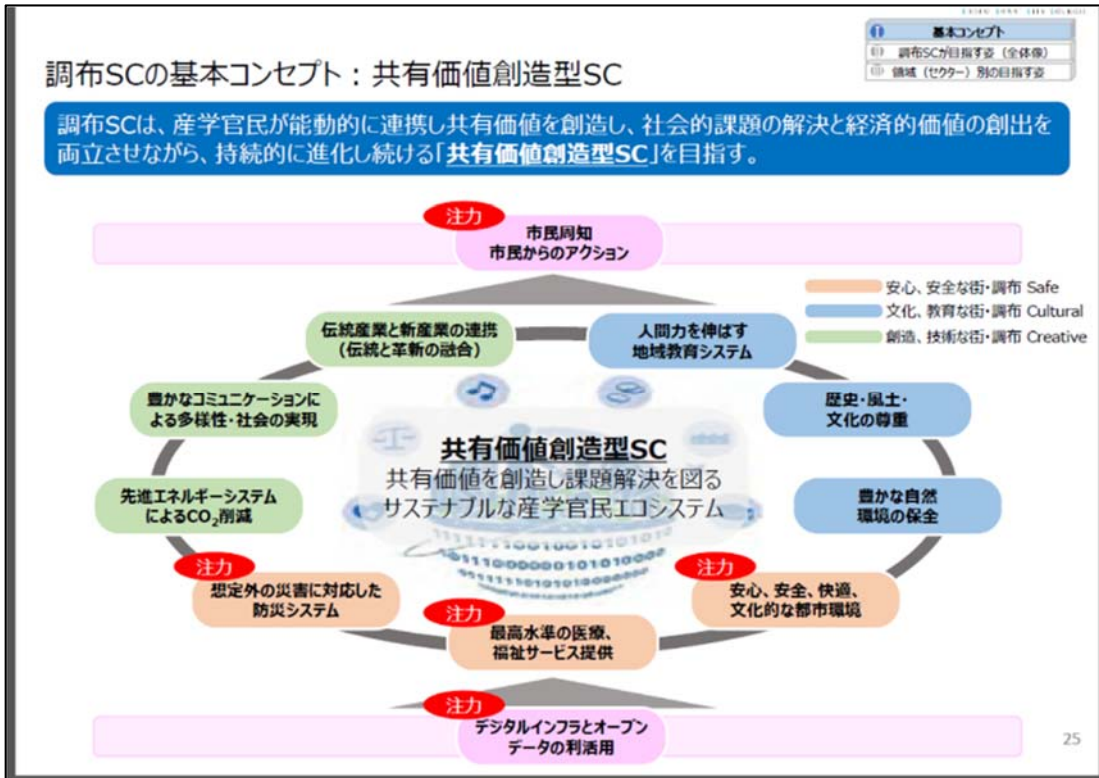 基本コンセプト
調布SCが目指す姿(全体像)
領域(セクター)別の目指す姿
調布SCの基本コンセプト:共有価値創造型SC
調布SCは、産学官民が能動的に連携し共有価値を創造し、社会的課題の解決と経済的価値の創出を
両立させながら、持続的に進化し続ける「共有価値創造型SC」を目指す。
注力
市民周知
市民からのアクション
安心、安全な街・調布 Safe
文化、教育な街・調布 Cultural
創造、技術な街・調布 Creative
伝統産業と新産業の連携
(伝統と革新の融合)
人間力を伸ばす
地域教育システム
豊かなコミュニケーションに
よる多様性・社会の実現
歴史・風土・
文化の尊重
共有価値創造型SC
共有価値を創造し課題解決を図る
サステナブルな産学官民エコシステム
先進エネルギーシステム
によるCO₂削減
豊かな自然
環境の保全
注力
想定外の災害に対応した
防災システム
注力
最高水準の医療、
福祉サービス提供
注力
安心、安全、快適、
文化的な都市環境
注力
デジタルインフラとオープン
データの利活用
25